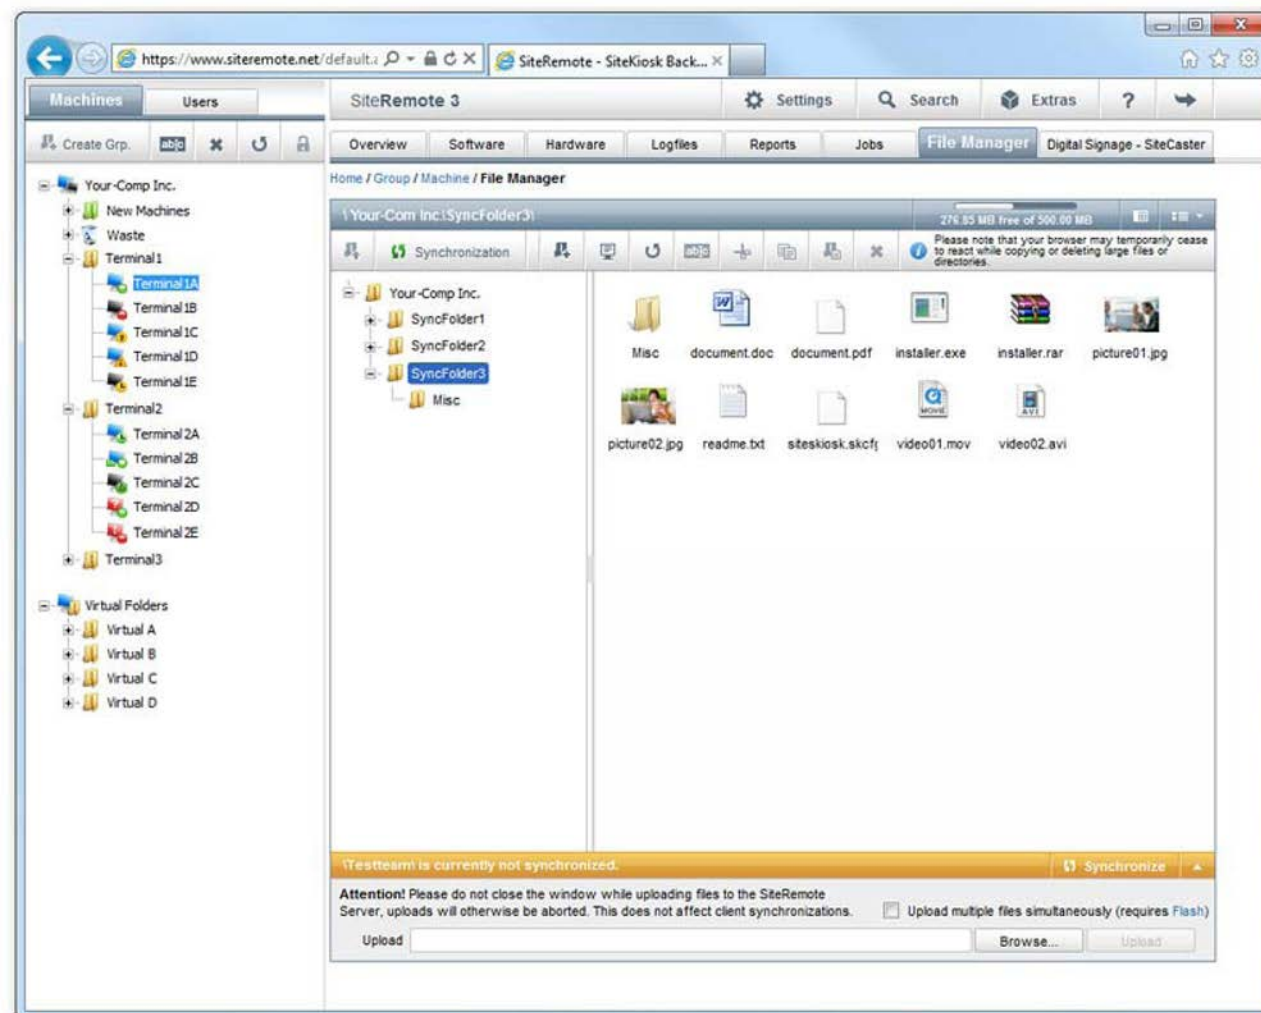 https://www.siteremote.net/default.a
SiteRemote - SiteKiosk Back...
Machines
Users
SiteRemote 3
Settings
Search
Extras
?
Create Grp.
Overview
Software
Hardware
Logfiles
Reports
Jobs
File Manager
Digital Signage - SiteCaster
Home / Group / Machine / File Manager
Your-Comp Inc.
New Machines
Waste
Terminal1
Terminal1A
Terminal1B
Terminal1C
Terminal1D
Terminal1E
Terminal2
Terminal2A
Terminal2B
Terminal2C
Terminal2D
Terminal2E
Terminal3
Virtual Folders
Virtual A
Virtual B
Virtual C
Virtual D
\Your-Com Inc.\SyncFolder3\
276.85 MB free of 500.00 MB
Synchronization
Please note that your browser may temporarily cease
to react while copying or deleting large files or
directories.
Your-Comp Inc.
SyncFolder1
SyncFolder2
SyncFolder3
Misc
Misc
document.doc
document.pdf
installer.exe
installer.rar
picture01.jpg
MOVIE
AVI
picture02.jpg
readme.txt
siteskiosk.skcfg
video01.mov
video02.avi
\Testteam\ is currently not synchronized.
Synchronize
Attention! Please do not close the window while uploading files to the SiteRemote
Server, uploads will otherwise be aborted. This does not affect client synchronizations.
Upload multiple files simultaneously (requires Flash)
Upload
Browse...
Upload